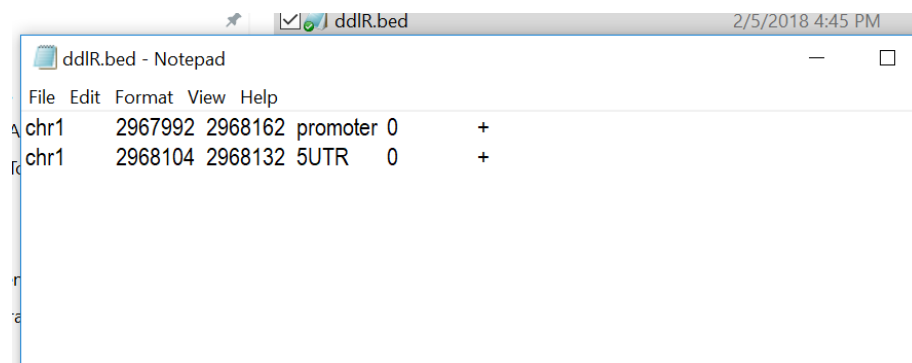 ddlR.bed 2/5/2018 4:45 PM
ddlR.bed - Notepad
File Edit Format View Help
chr1 2967992 2968162 promoter 0 +
chr1 2968104 2968132 5UTR 0 +